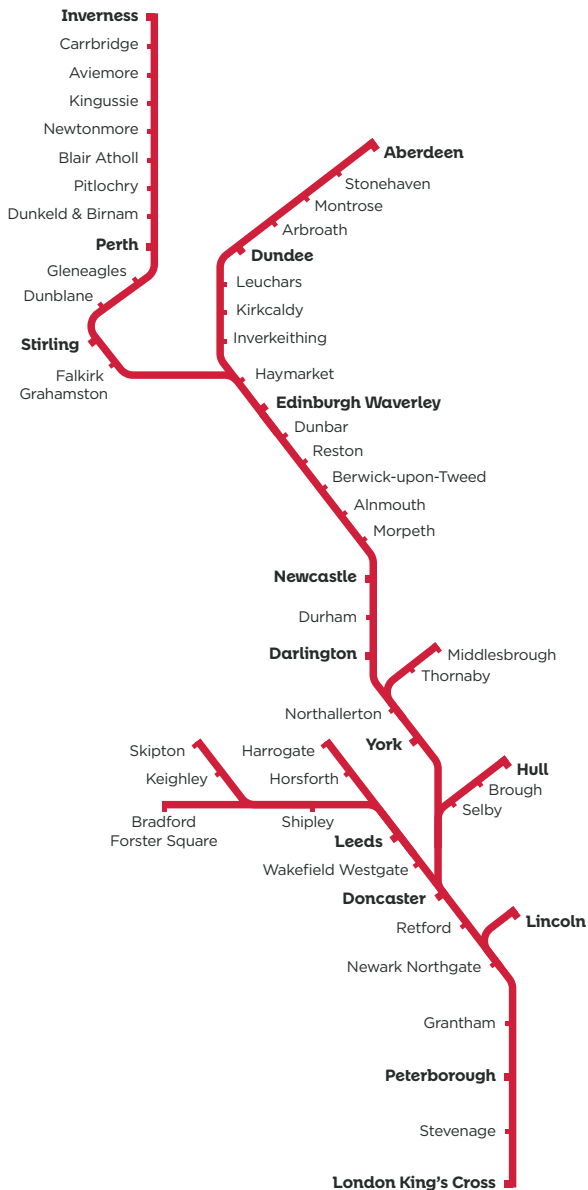 Inverness
Carrbridge
Aviemore
Kingussie
Newtonmore
Blair Atholl
Pitlochry
Dunkeld & Birnam
Perth
Gleneagles
Dunblane
Stirling
Falkirk
Grahamston
Aberdeen
Stonehaven
Montrose
Arbroath
Dundee
Leuchars
Kirkcaldy
Inverkeithing
Haymarket
Edinburgh Waverley
Dunbar
Reston
Berwick-upon-Tweed
Alnmouth
Morpeth
Newcastle
Durham
Darlington
Middlesbrough
Thornaby
Northallerton
York
Skipton
Keighley
Bradford
Forster Square
Shipley
Harrogate
Horsforth
Leeds
Wakefield Westgate
Hull
Brough
Selby
Doncaster
Retford
Lincoln
Newark Northgate
Grantham
Peterborough
Stevenage
London King's Cross